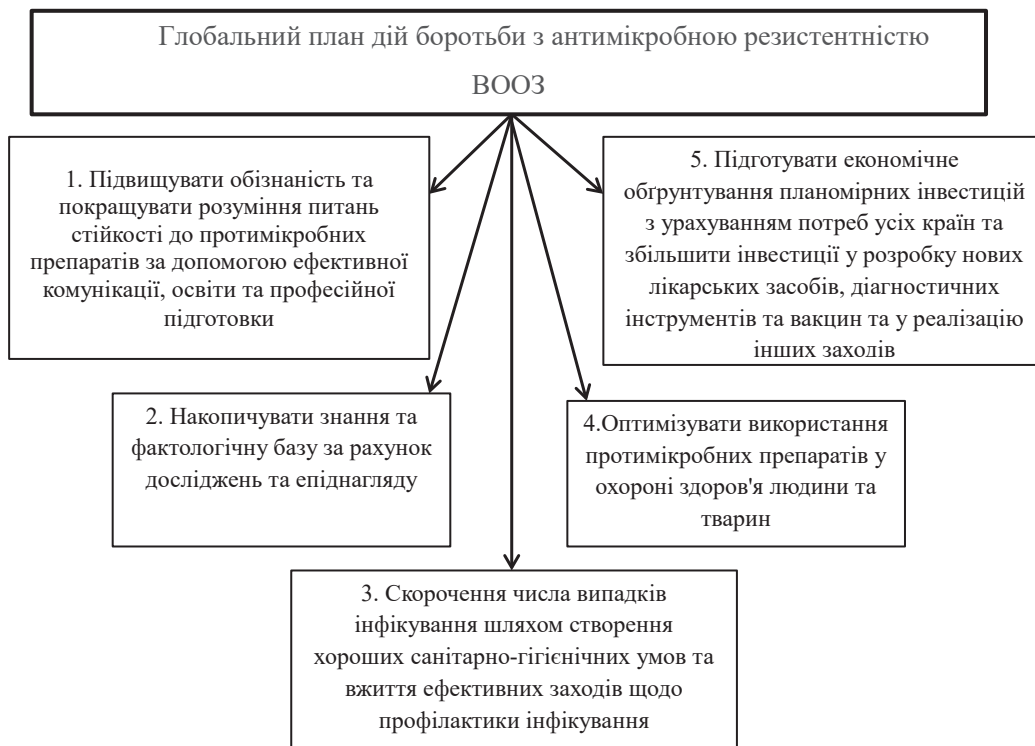 Глобальний план дій боротьби з антимікробною резистентністю
ВООЗ
1. Підвищувати обізнаність та
покращувати розуміння питань
стійкості до протимікробних
препаратів за допомогою ефективної
комунікації, освіти та професійної
підготовки
2. Накопичувати знання та
фактологічну базу за рахунок
досліджень та епіднагляду
3. Скорочення числа випадків
інфікування шляхом створення
хороших санітарно-гігієнічних умов та
вжиття ефективних заходів щодо
профілактики інфікування
4.Оптимізувати використання
протимікробних препаратів у
охороні здоров'я людини та
тварин
5. Підготувати економічне
обґрунтування планомірних інвестицій
з урахуванням потреб усіх країн та
збільшити інвестиції у розробку нових
лікарських засобів, діагностичних
інструментів та вакцин та у реалізацію
інших заходів